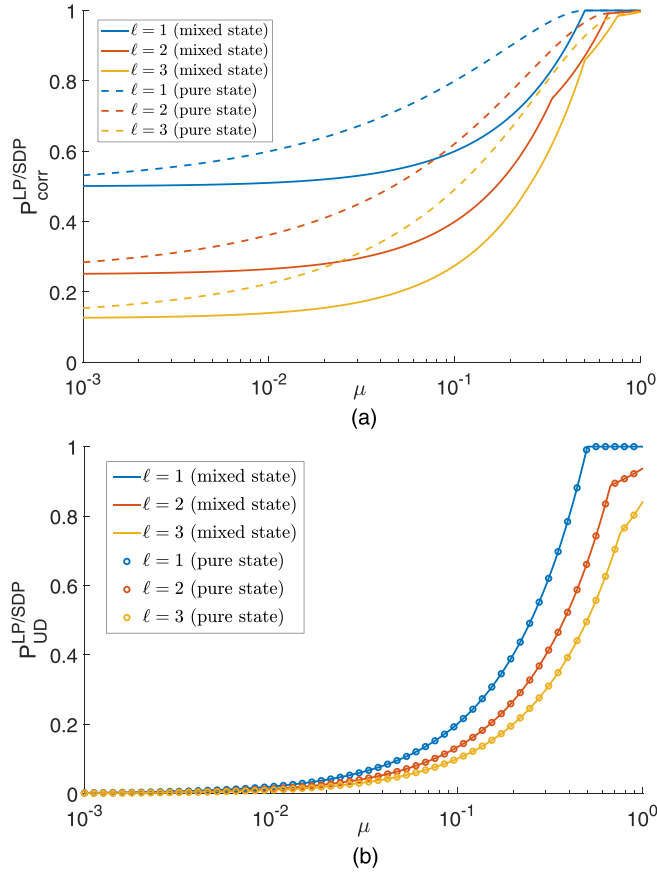 1
0.8
0.6
0.4
0.2
0
P_corr^LP/SDP
ℓ = 1 (mixed state)
ℓ = 2 (mixed state)
ℓ = 3 (mixed state)
ℓ = 1 (pure state)
ℓ = 2 (pure state)
ℓ = 3 (pure state)
10^-3 10^-2 10^-1 10^0
μ
(a)
1
0.8
0.6
0.4
0.2
0
P_UD^LP/SDP
ℓ = 1 (mixed state)
ℓ = 2 (mixed state)
ℓ = 3 (mixed state)
ℓ = 1 (pure state)
ℓ = 2 (pure state)
ℓ = 3 (pure state)
10^-3 10^-2 10^-1 10^0
μ
(b)